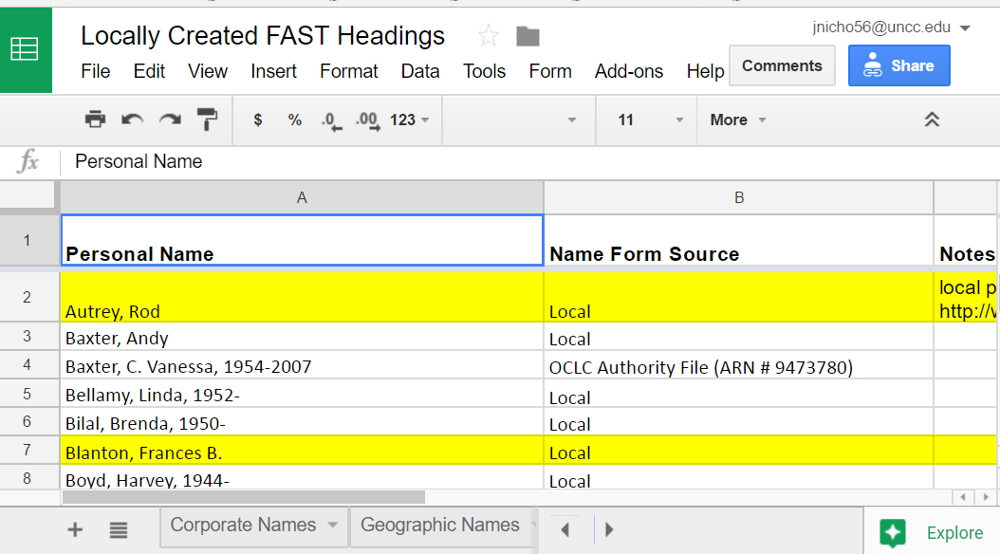 Locally Created FAST Headings
jnicho56@uncc.edu
File Edit View Insert Format Data Tools Form Add-ons Help
Comments
Share
$ % .0 .00 123 11 More
fx Personal Name
A B
1 Personal Name Name Form Source Notes
local p
2 Autrey, Rod Local http://
3 Baxter, Andy Local
4 Baxter, C. Vanessa, 1954-2007 OCLC Authority File (ARN # 9473780)
5 Bellamy, Linda, 1952- Local
6 Bilal, Brenda, 1950- Local
7 Blanton, Frances B. Local
8 Boyd, Harvey, 1944- Local
+ Corporate Names Geographic Names Explore